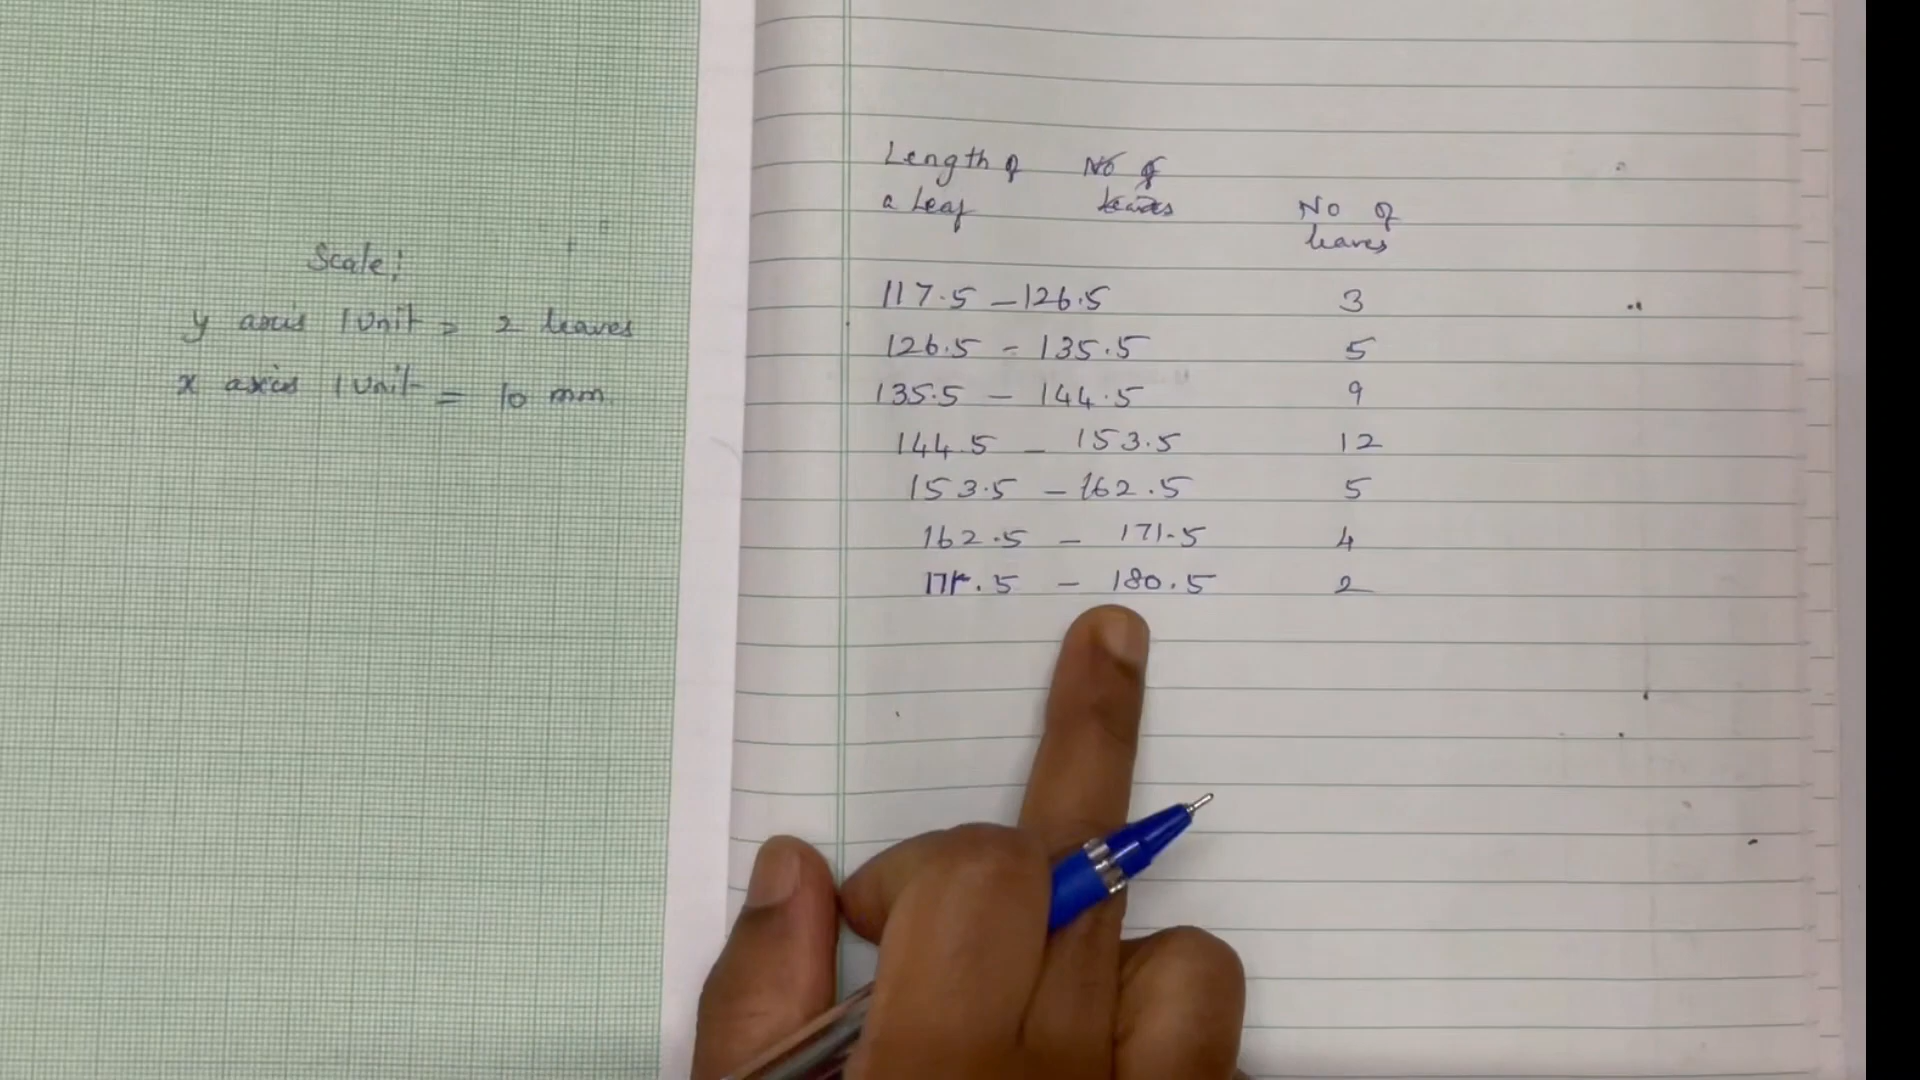 Scale:
y axis 1 Unit = 2 leaves
x axis 1 Unit = 10 mm.
Length of No of
a leaf leaves No of
leaves
117.5 - 126.5 3
126.5 - 135.5 5
135.5 - 144.5 9
144.5 - 153.5 12
153.5 - 162.5 5
162.5 - 171.5 4
171.5 - 180.5 2